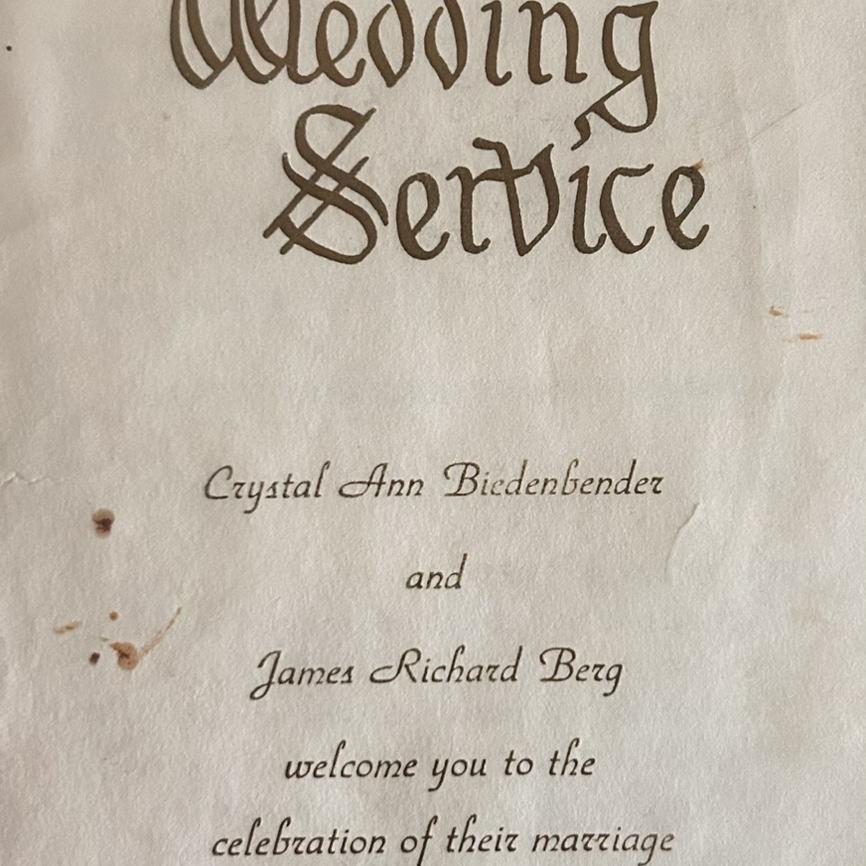 Wedding
Service
Crystal Ann Biedenbender
and
James Richard Berg
welcome you to the
celebration of their marriage